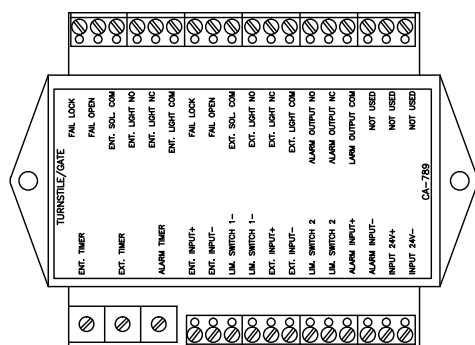 TURNSTILE/GATE
FAIL LOCK
FAIL OPEN
ENT. SOL. COM
ENT. LIGHT NO
ENT. LIGHT NC
ENT. LIGHT COM
FAIL LOCK
FAIL OPEN
EXT. SOL. COM
EXT. LIGHT NO
EXT. LIGHT NC
EXT. LIGHT COM
ALARM OUTPUT NO
ALARM OUTPUT NC
LARM OUTPUT COM
NOT USED
NOT USED
NOT USED
ENT. TIMER
EXT. TIMER
ALARM TIMER
ENT. INPUT+
ENT. INPUT-
LIM. SWITCH 1-
LIM. SWITCH 1-
EXT. INPUT+
EXT. INPUT-
LIM. SWITCH 2
LIM. SWITCH 2
ALARM INPUT+
ALARM INPUT-
INPUT 24V+
INPUT 24V-
CA-789